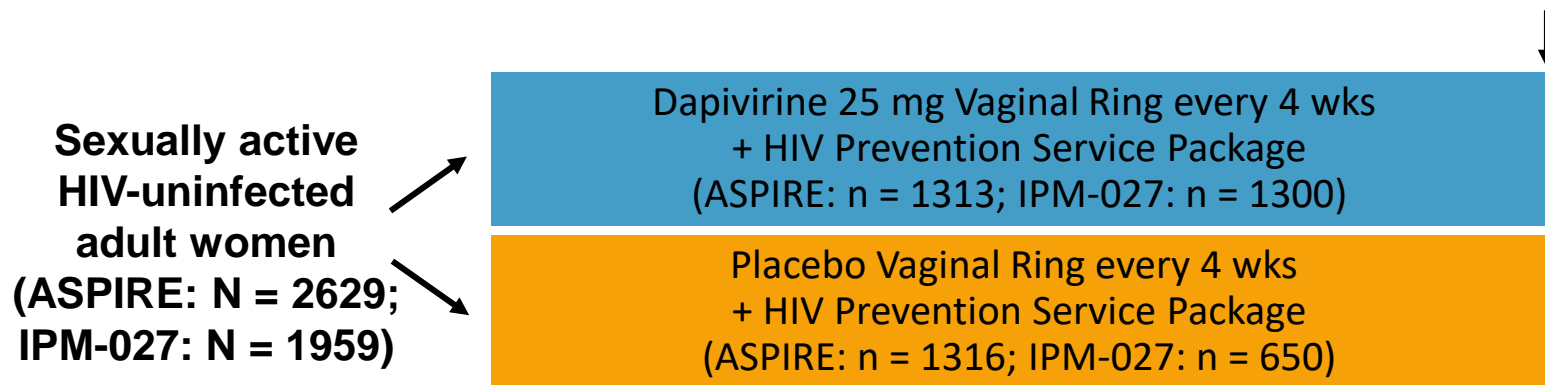 Sexually active
HIV-uninfected
adult women
(ASPIRE: N = 2629;
IPM-027: N = 1959)
Dapivirine 25 mg Vaginal Ring every 4 wks
+ HIV Prevention Service Package
(ASPIRE: n = 1313; IPM-027: n = 1300)
Placebo Vaginal Ring every 4 wks
+ HIV Prevention Service Package
(ASPIRE: n = 1316; IPM-027: n = 650)